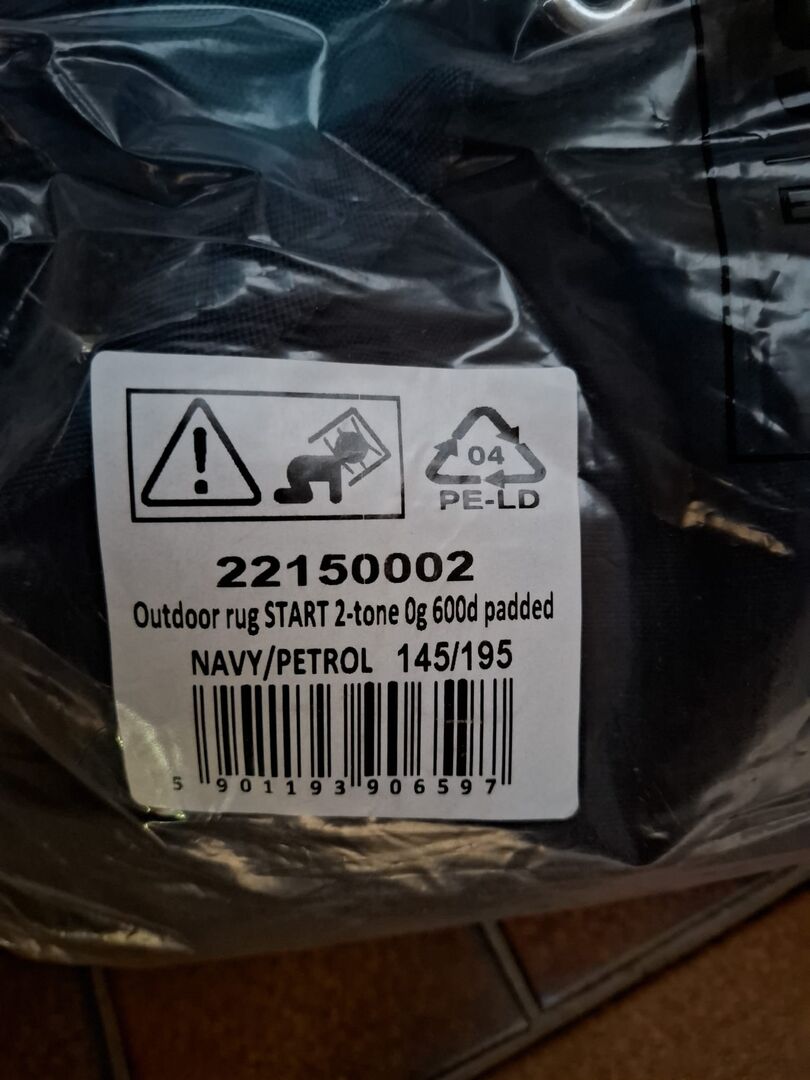 04
PE-LD
22150002
Outdoor rug START 2-tone 0g 600d padded
NAVY/PETROL 145/195
5 901193 906597